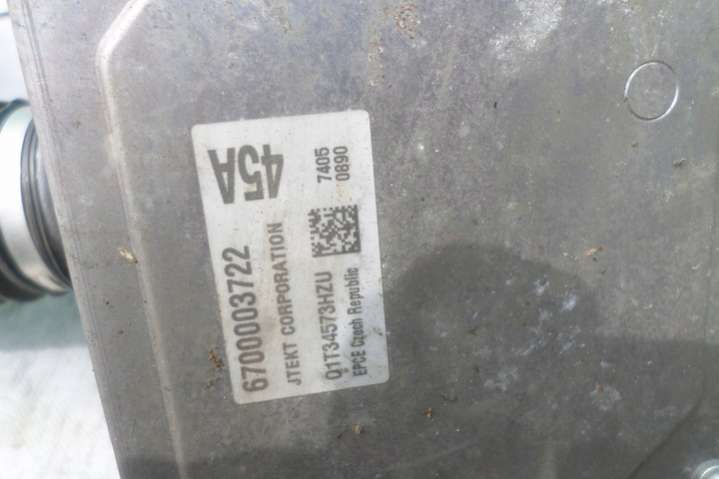 6700003722
45A
JTEKT CORPORATION
Q1T34573HZU
7405
0890
EPCE Czech Republic